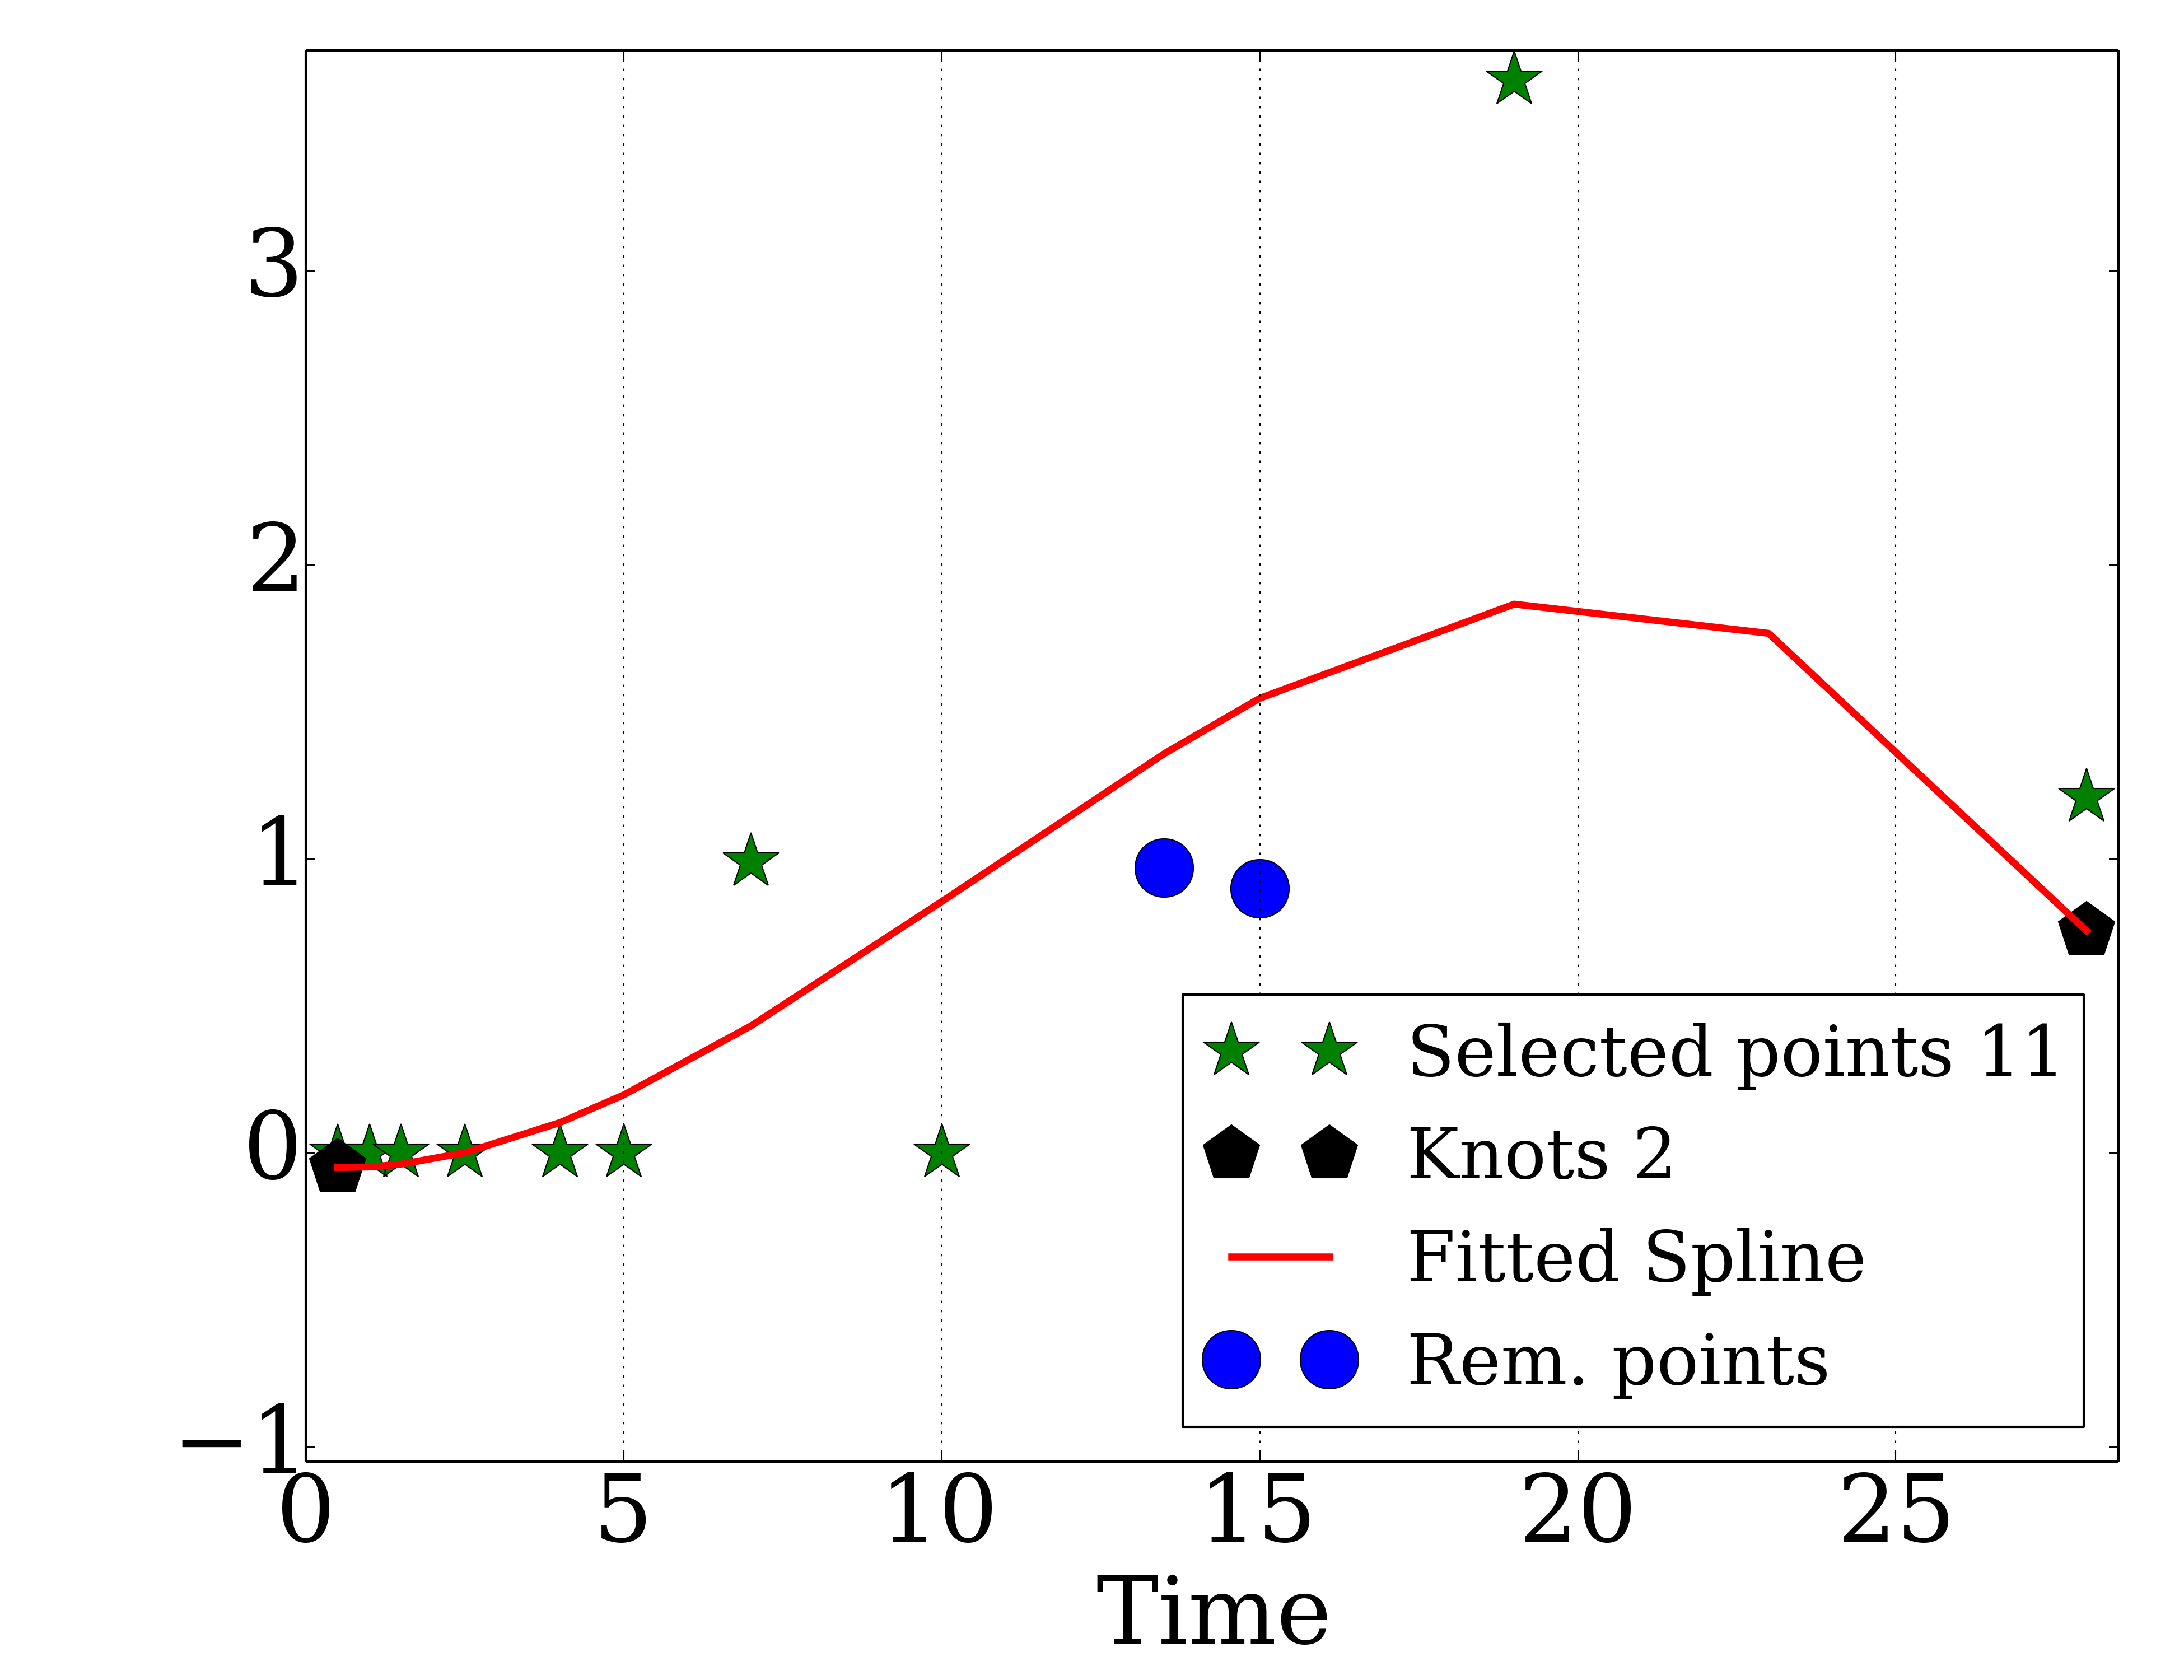 3
2
1
0
−1
0 5 10 15 20 25
Time
Selected points 11
Knots 2
Fitted Spline
Rem. points